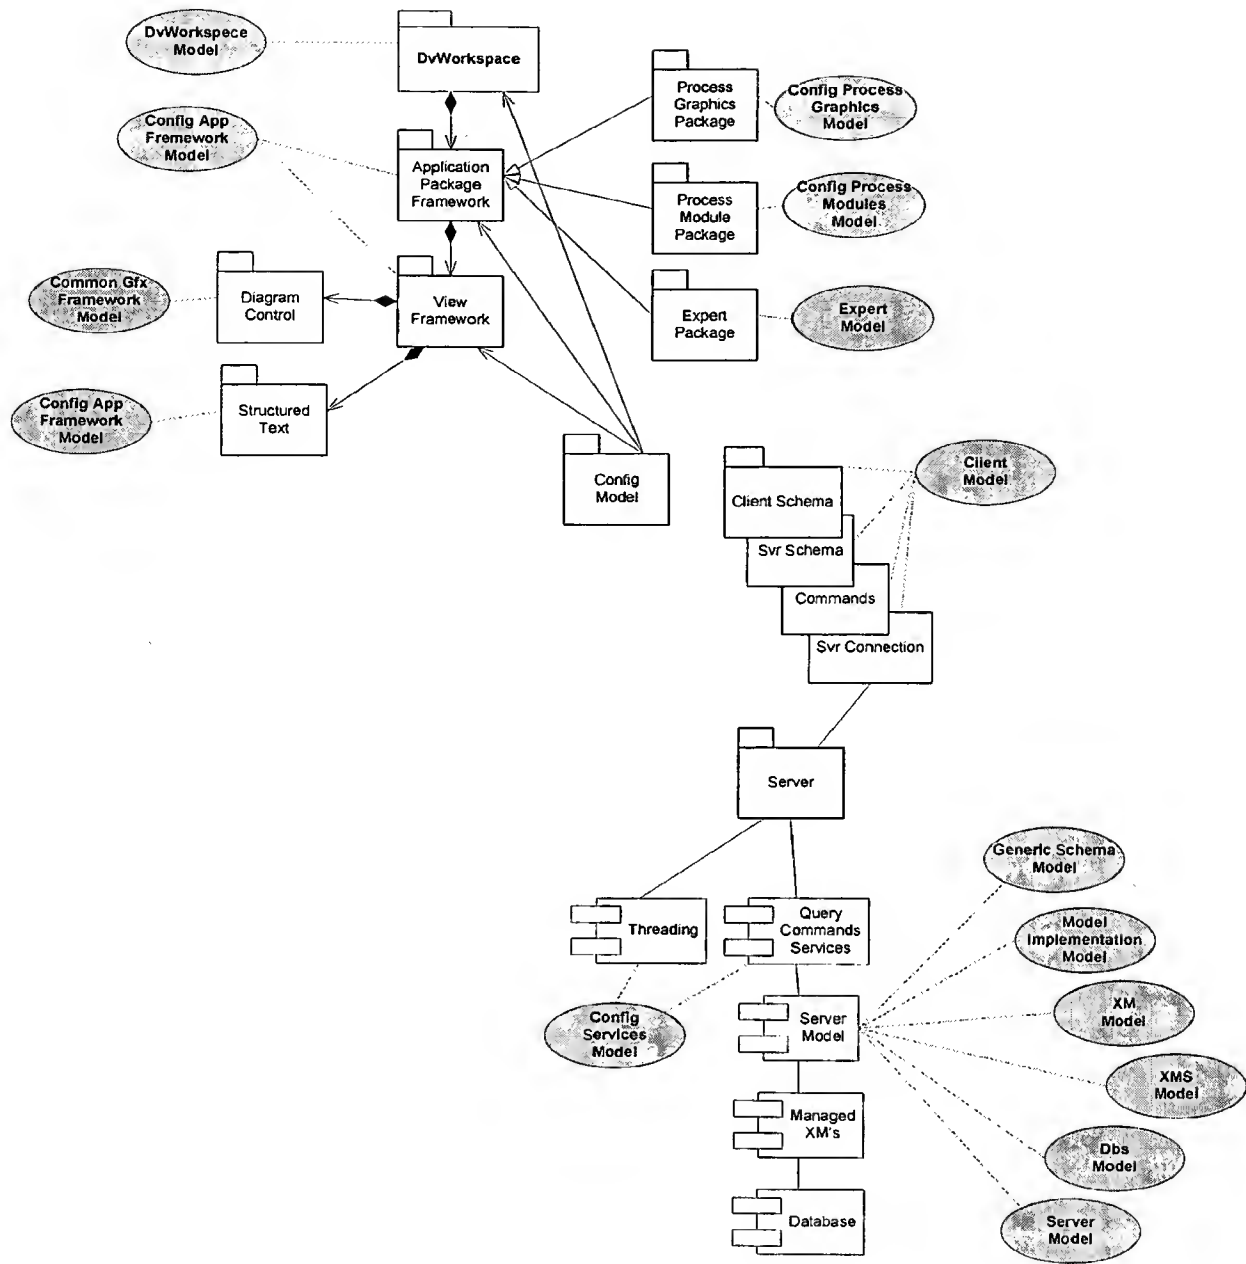 DvWorkspece
Model
DvWorkspace
Process
Graphics
Package
Config Process
Graphics
Model
Config App
Fremework
Model
Application
Package
Framework
Process
Module
Package
Config Process
Modules
Model
Common Gfx
Framework
Model
Diagram
Control
View
Framework
Expert
Package
Expert
Model
Config App
Framework
Model
Structured
Text
Config
Model
Client
Model
Client Schema
Svr Schema
Commands
Svr Connection
Server
Generic Schema
Model
Threading
Query
Commands
Services
Model
Implementation
Model
Config
Services
Model
Server
Model
XM
Model
XMS
Model
Managed
XM's
Dbs
Model
Database
Server
Model